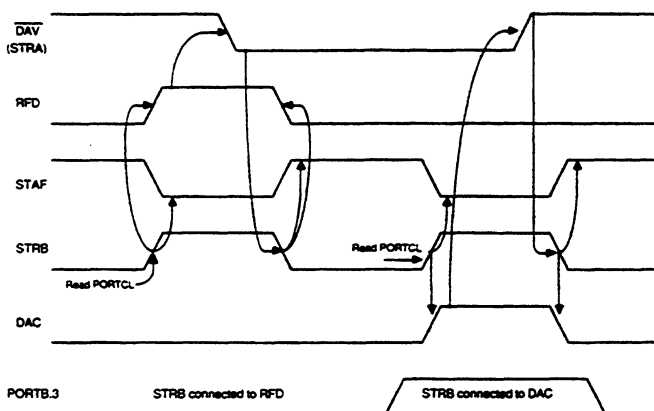 DAV
(STRA)
RFD
STAF
STRB
Read PORTCL
Read PORTCL
DAC
PORTB.3 STRB connected to RFD STRB connected to DAC